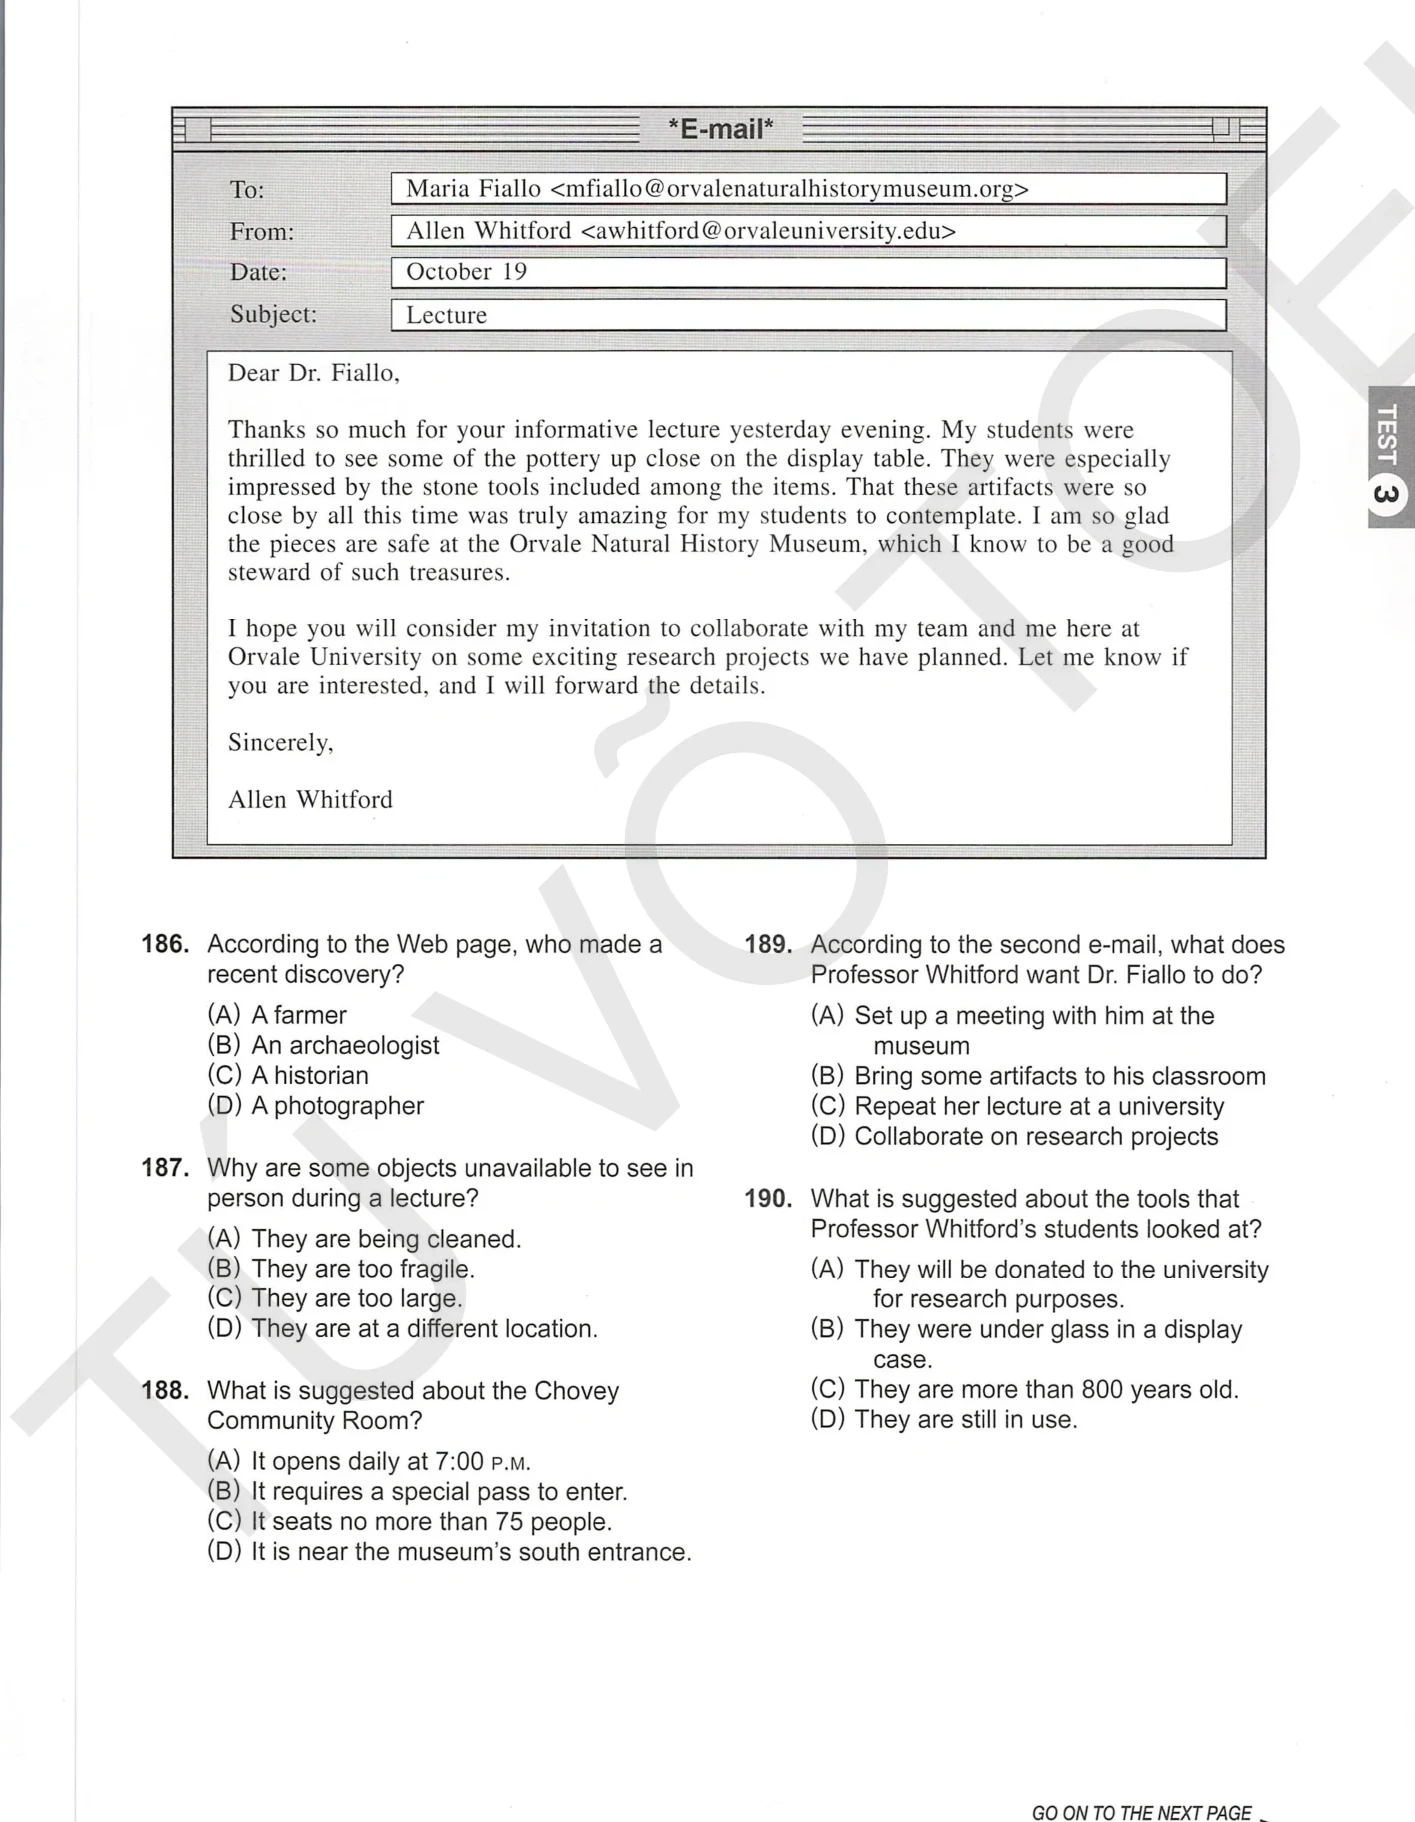 *E-mail*
To: Maria Fiallo <mfiallo@orvalenaturalhistorymuseum.org>
From: Allen Whitford <awhitford@orvaleuniversity.edu>
Date: October 19
Subject: Lecture
Dear Dr. Fiallo,
Thanks so much for your informative lecture yesterday evening. My students were
thrilled to see some of the pottery up close on the display table. They were especially
impressed by the stone tools included among the items. That these artifacts were so
close by all this time was truly amazing for my students to contemplate. I am so glad
the pieces are safe at the Orvale Natural History Museum, which I know to be a good
steward of such treasures.
I hope you will consider my invitation to collaborate with my team and me here at
Orvale University on some exciting research projects we have planned. Let me know if
you are interested, and I will forward the details.
Sincerely,
Allen Whitford
TEST 3
186. According to the Web page, who made a
recent discovery?
(A) A farmer
(B) An archaeologist
(C) A historian
(D) A photographer
187. Why are some objects unavailable to see in
person during a lecture?
(A) They are being cleaned.
(B) They are too fragile.
(C) They are too large.
(D) They are at a different location.
188. What is suggested about the Chovey
Community Room?
(A) It opens daily at 7:00 P.M.
(B) It requires a special pass to enter.
(C) It seats no more than 75 people.
(D) It is near the museum's south entrance.
189. According to the second e-mail, what does
Professor Whitford want Dr. Fiallo to do?
(A) Set up a meeting with him at the
museum
(B) Bring some artifacts to his classroom
(C) Repeat her lecture at a university
(D) Collaborate on research projects
190. What is suggested about the tools that
Professor Whitford's students looked at?
(A) They will be donated to the university
for research purposes.
(B) They were under glass in a display
case.
(C) They are more than 800 years old.
(D) They are still in use.
GO ON TO THE NEXT PAGE
TÚ VÕ TOE